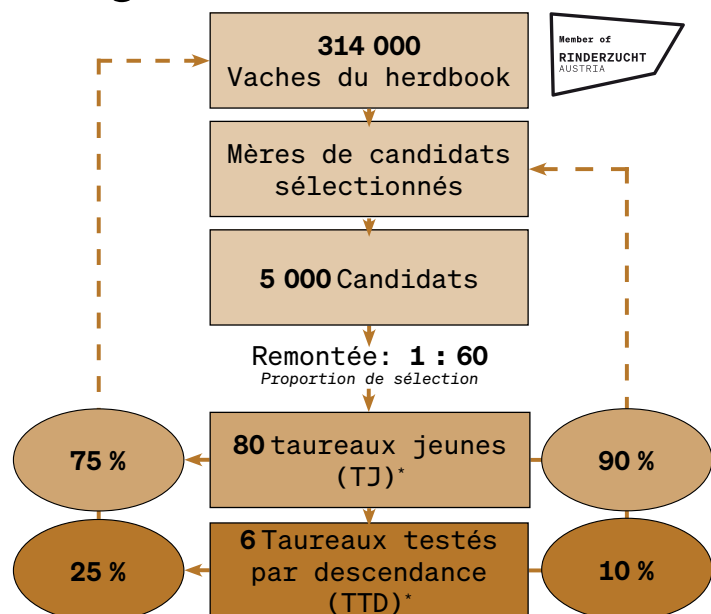 314 000
Vaches du herdbook
Member of
RINDERZUCHT
AUSTRIA
Mères de candidats
sélectionnés
5 000 Candidats
Remontée: 1 : 60
Proportion de sélection
75 %
80 taureaux jeunes
(TJ)*
90 %
25 %
6 Taureaux testés
par descendance
(TTD)*
10 %